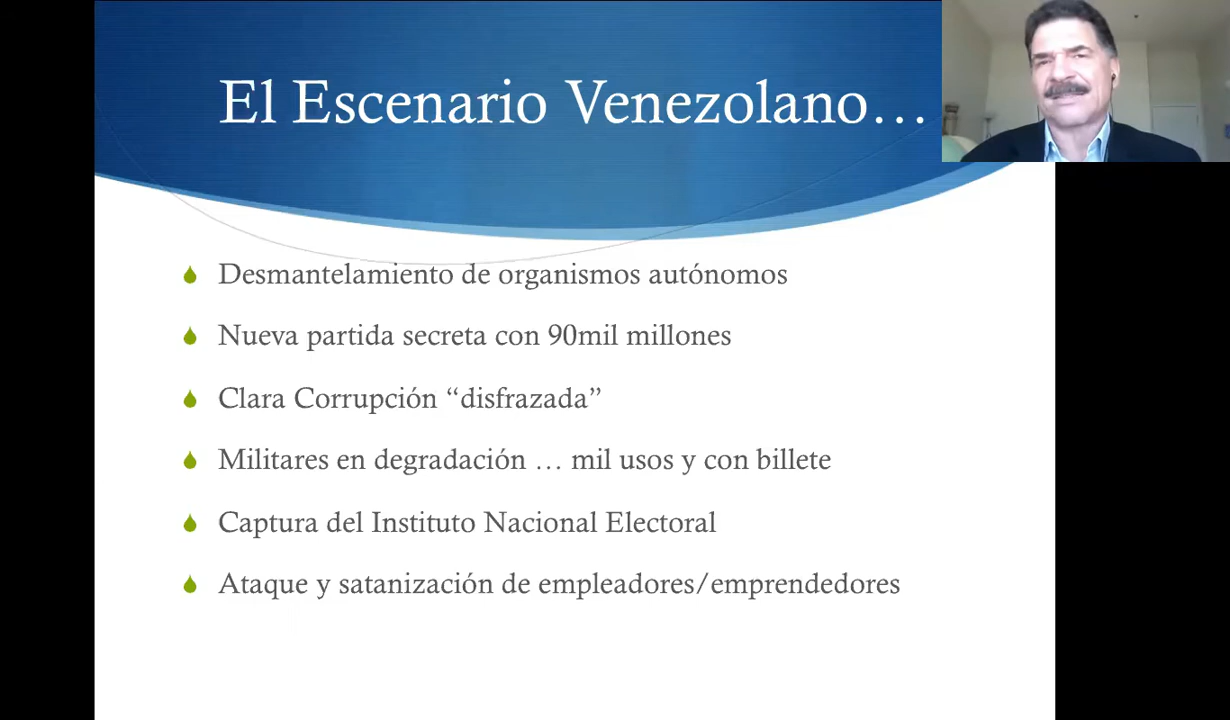 El Escenario Venezolano…
Desmantelamiento de organismos autónomos
Nueva partida secreta con 90mil millones
Clara Corrupción “disfrazada”
Militares en degradación … mil usos y con billete
Captura del Instituto Nacional Electoral
Ataque y satanización de empleadores/emprendedores